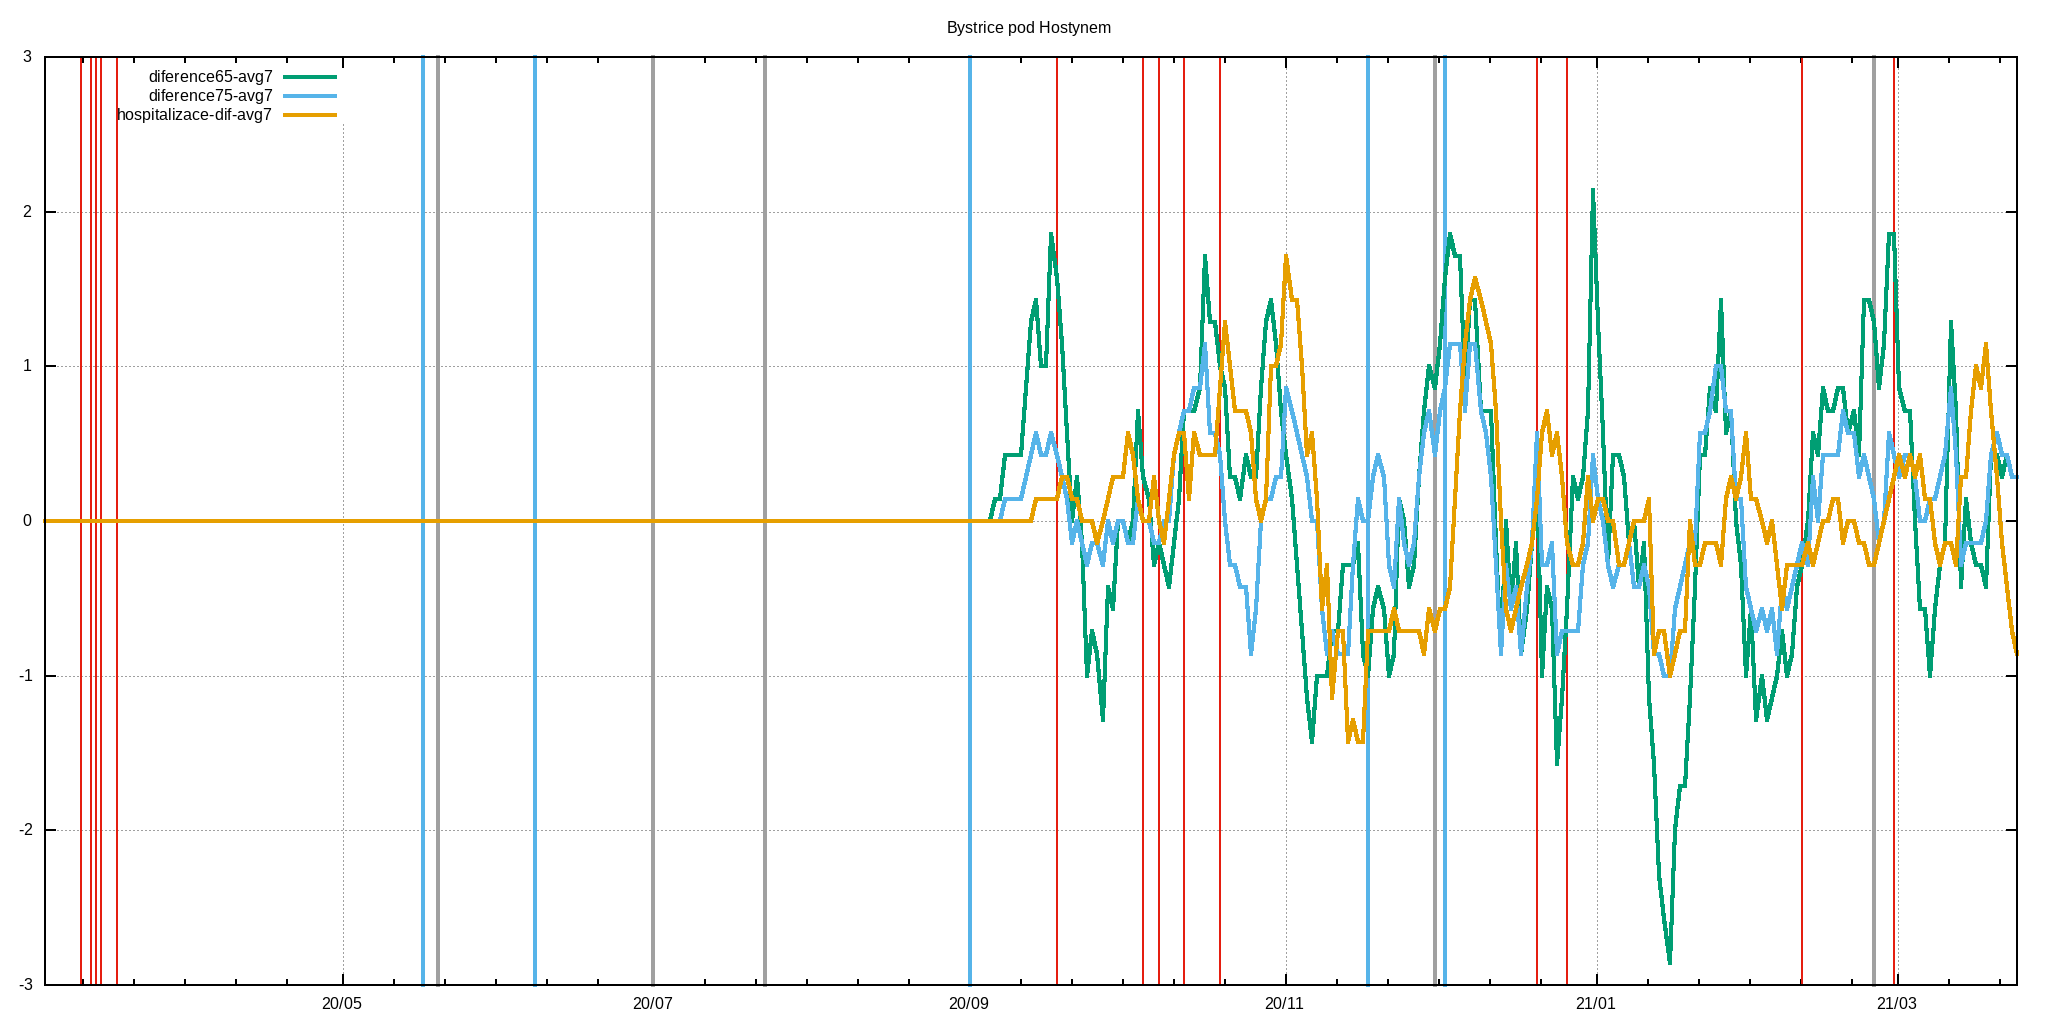 Bystrice pod Hostynem
diference65-avg7
diference75-avg7
hospitalizace-dif-avg7
3
2
1
0
-1
-2
-3
20/05 20/07 20/09 20/11 21/01 21/03